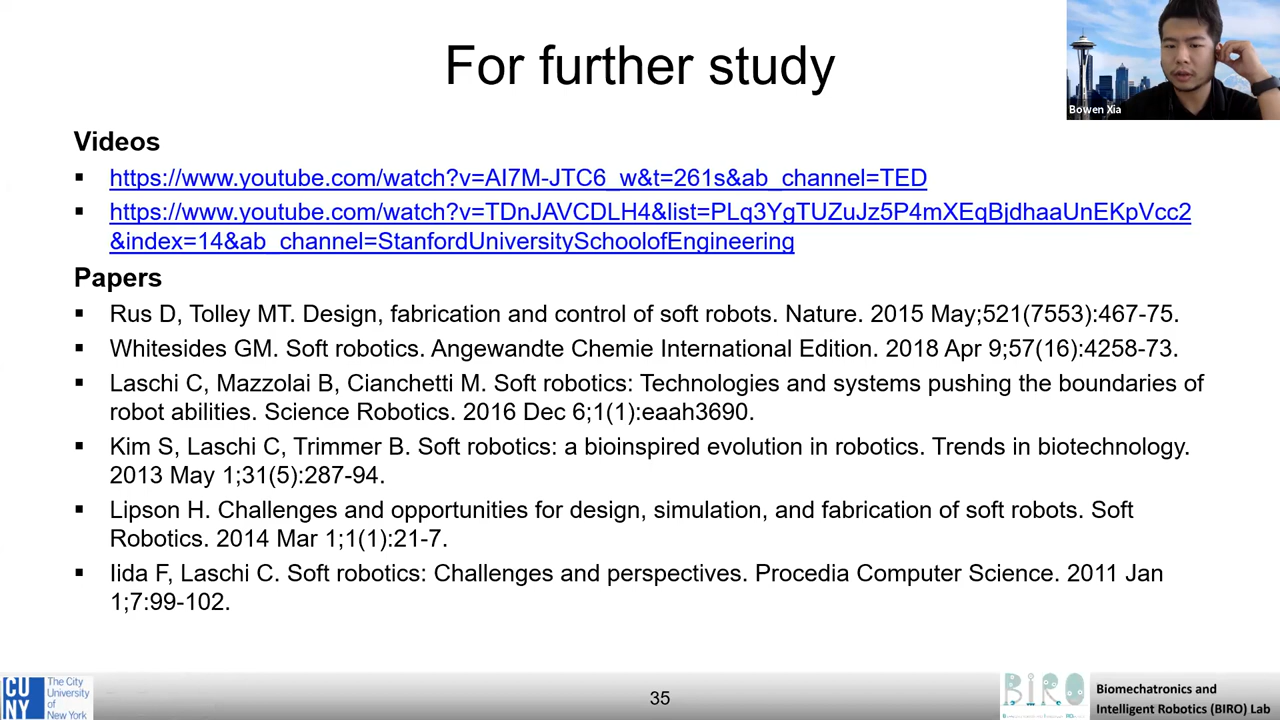 For further study
Bowen Xia
Videos
▪ https://www.youtube.com/watch?v=AI7M-JTC6_w&t=261s&ab_channel=TED
▪ https://www.youtube.com/watch?v=TDnJAVCDLH4&list=PLq3YgTUZuJz5P4mXEqBjdhaaUnEKpVcc2
&index=14&ab_channel=StanfordUniversitySchoolofEngineering
Papers
▪ Rus D, Tolley MT. Design, fabrication and control of soft robots. Nature. 2015 May;521(7553):467-75.
▪ Whitesides GM. Soft robotics. Angewandte Chemie International Edition. 2018 Apr 9;57(16):4258-73.
▪ Laschi C, Mazzolai B, Cianchetti M. Soft robotics: Technologies and systems pushing the boundaries of
robot abilities. Science Robotics. 2016 Dec 6;1(1):eaah3690.
▪ Kim S, Laschi C, Trimmer B. Soft robotics: a bioinspired evolution in robotics. Trends in biotechnology.
2013 May 1;31(5):287-94.
▪ Lipson H. Challenges and opportunities for design, simulation, and fabrication of soft robots. Soft
Robotics. 2014 Mar 1;1(1):21-7.
▪ Iida F, Laschi C. Soft robotics: Challenges and perspectives. Procedia Computer Science. 2011 Jan
1;7:99-102.
CU
NY
The City
University
of
New York
35
BIRO
Biomechatronics and
Intelligent Robotics (BIRO) Lab